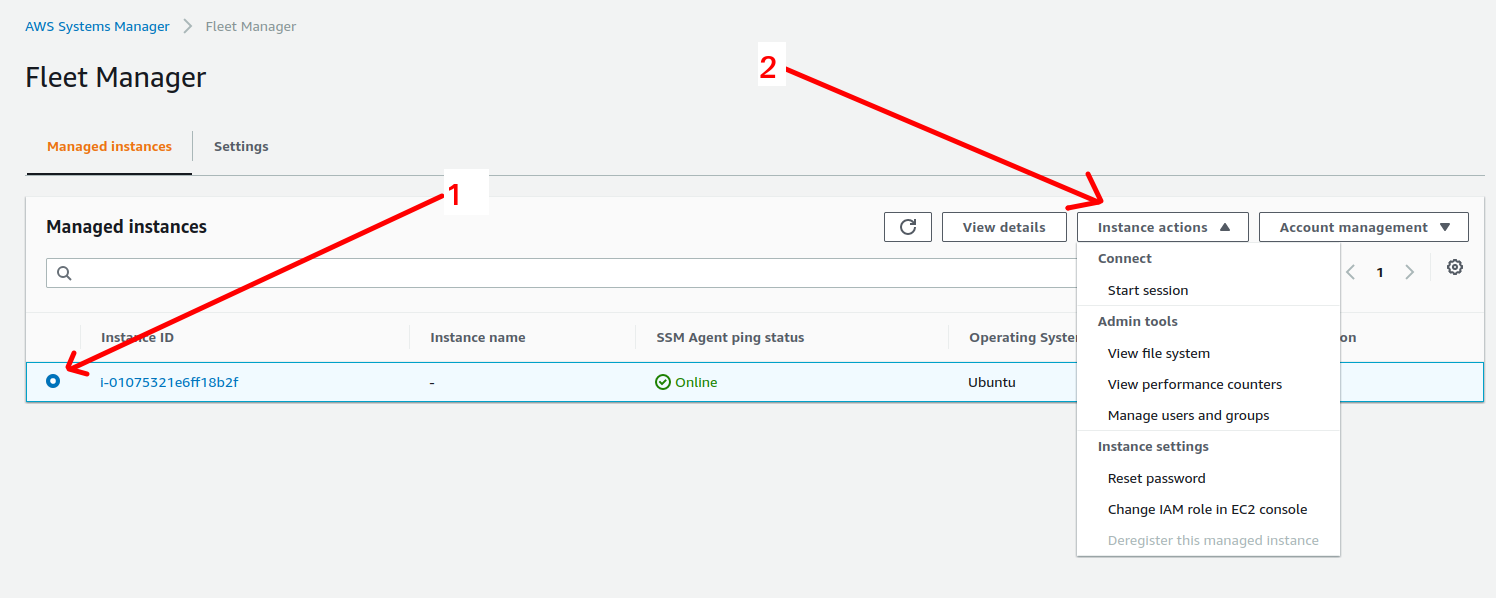 AWS Systems Manager > Fleet Manager
Fleet Manager
2
Managed instances
Settings
1
Managed instances
View details
Instance actions
Account management
Connect
1
Start session
Admin tools
Instance ID
Instance name
SSM Agent ping status
Operating System
on
View file system
i-01075321e6ff18b2f
-
Online
Ubuntu
View performance counters
Manage users and groups
Instance settings
Reset password
Change IAM role in EC2 console
Deregister this managed instance